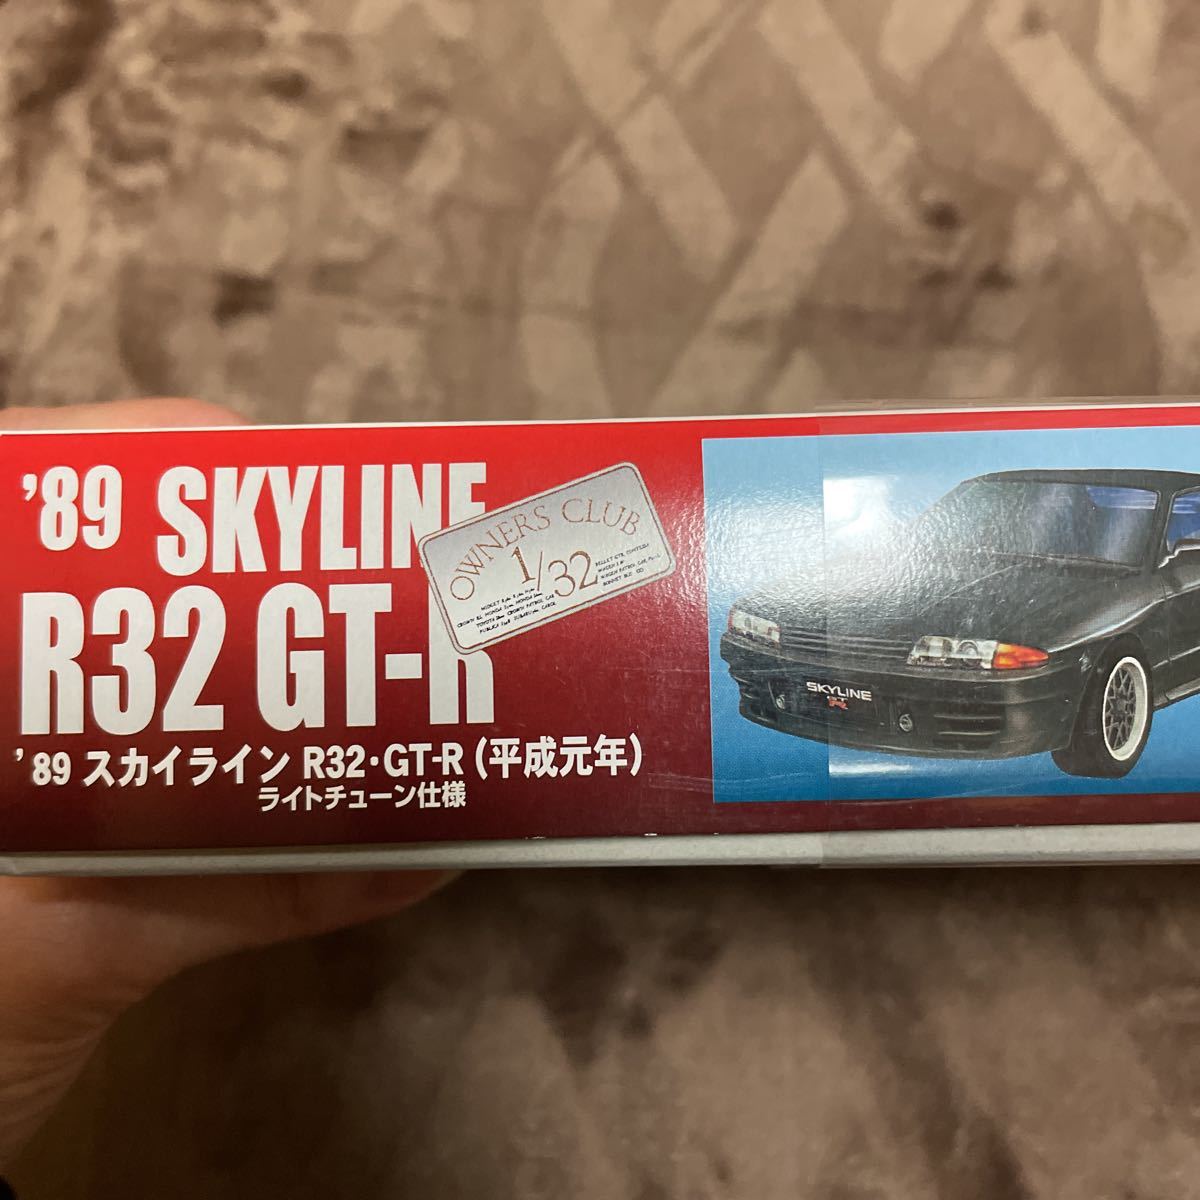 '89 SKYLINE
R32 GT-R
OWNERS CLUB
1/32
'89 スカイライン R32・GT-R (平成元年)
ライトチューン仕様
SKYLINE